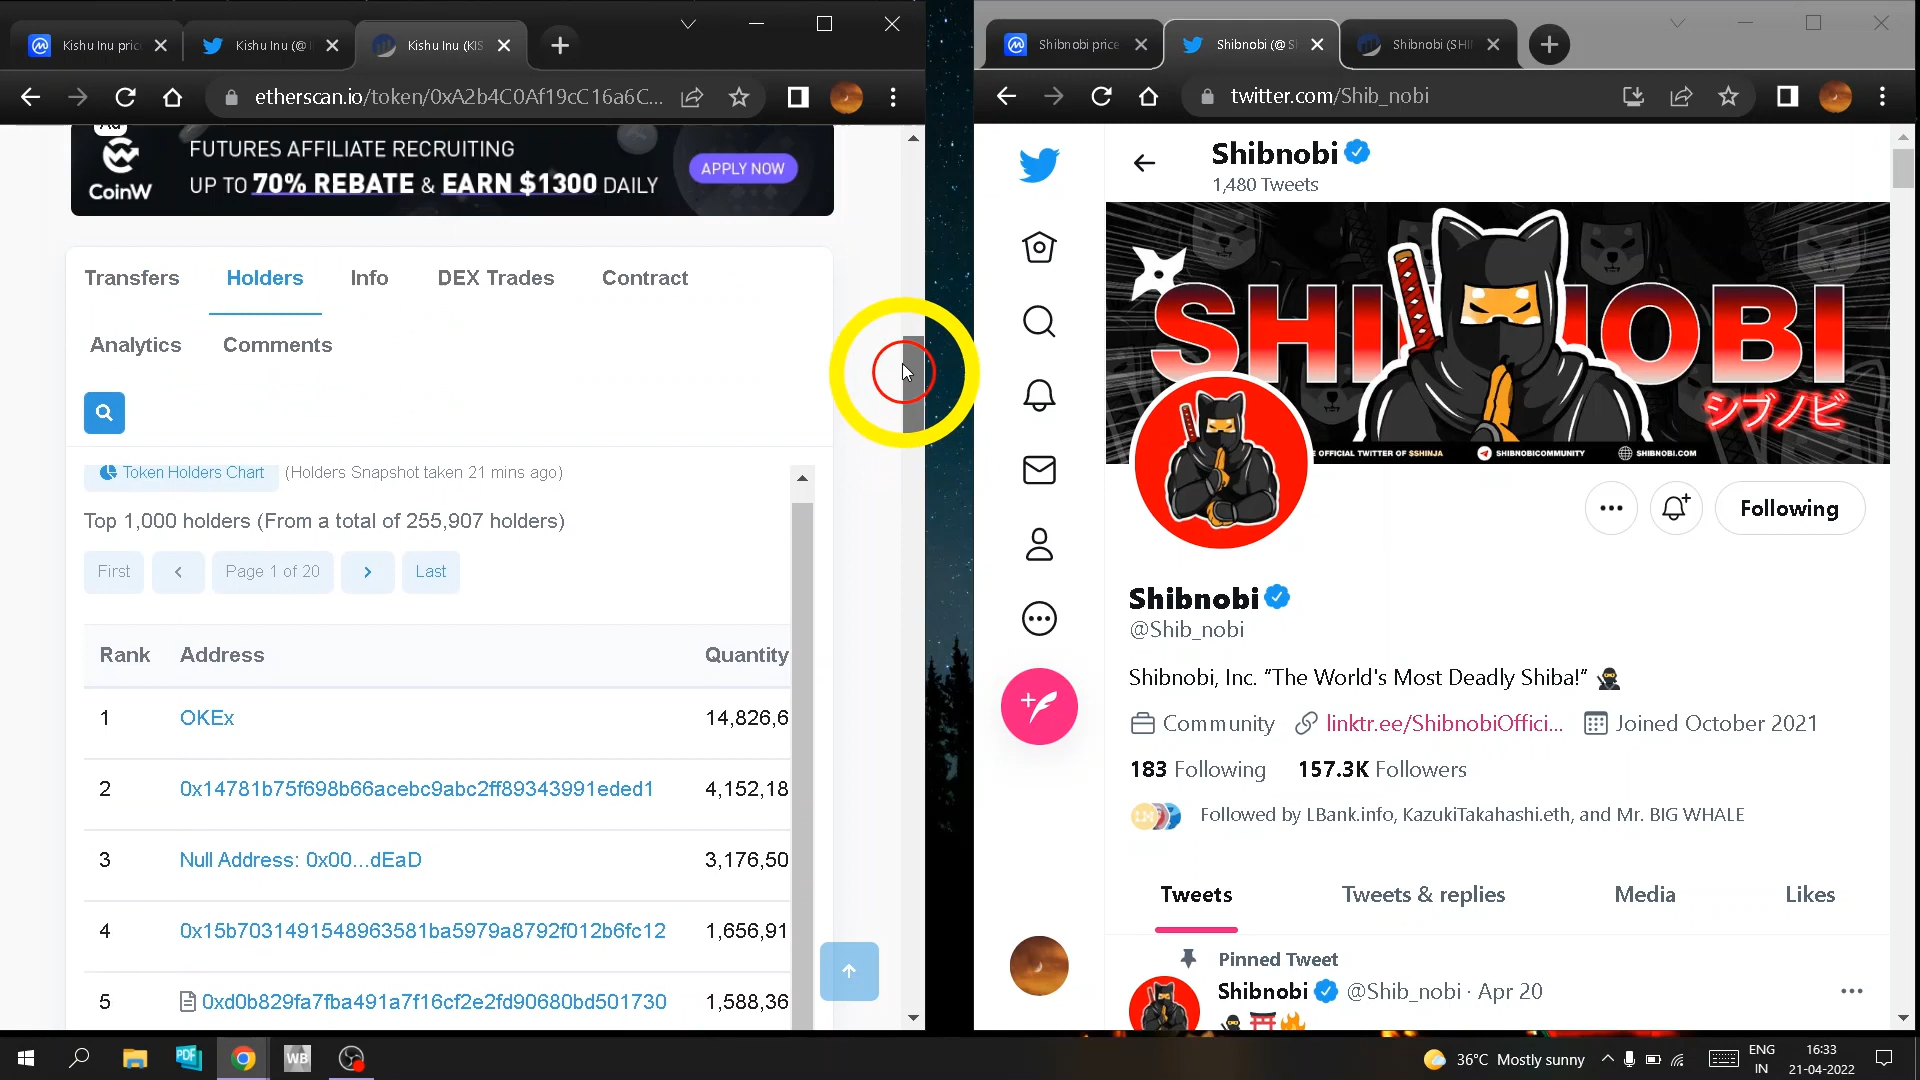 Kishu Inu pric
Kishu Inu (@
Kishu Inu (KIS
etherscan.io/token/0xA2b4C0Af19cC16a6C...
Ad
CoinW
FUTURES AFFILIATE RECRUITING
UP TO 70% REBATE & EARN $1300 DAILY
APPLY NOW
Transfers
Holders
Info
DEX Trades
Contract
Analytics
Comments
Token Holders Chart
(Holders Snapshot taken 21 mins ago)
Top 1,000 holders (From a total of 255,907 holders)
First
Page 1 of 20
Last
Rank
Address
Quantity
1
OKEx
14,826,6
2
0x14781b75f698b66acebc9abc2ff89343991eded1
4,152,18
3
Null Address: 0x00...dEaD
3,176,50
4
0x15b7031491548963581ba5979a8792f012b6fc12
1,656,91
5
0xd0b829fa7fba491a7f16cf2e2fd90680bd501730
1,588,36
Shibnobi price
Shibnobi (@S
Shibnobi (SHI
twitter.com/Shib_nobi
Shibnobi
1,480 Tweets
SHI OBI
シブノビ
OFFICIAL TWITTER OF $SHINJA
SHIBNOBICOMMUNITY
SHIBNOBI.COM
Following
Shibnobi
@Shib_nobi
Shibnobi, Inc. “The World's Most Deadly Shiba!” 🥷
Community
linktr.ee/ShibnobiOffici...
Joined October 2021
183 Following
157.3K Followers
Followed by LBank.info, KazukiTakahashi.eth, and Mr. BIG WHALE
Tweets
Tweets & replies
Media
Likes
Pinned Tweet
Shibnobi @Shib_nobi · Apr 20
🥷⛩️🔥
PDF
WB
36°C Mostly sunny
ENG
IN
16:33
21-04-2022